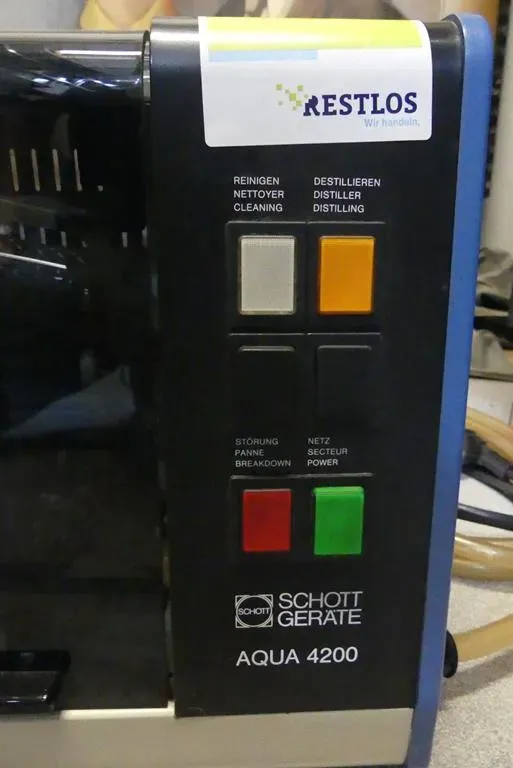 RESTLOS
Wir handeln.
REINIGEN
NETTOYER
CLEANING
DESTILLIEREN
DISTILLER
DISTILLING
STÖRUNG
PANNE
BREAKDOWN
NETZ
SECTEUR
POWER
SCHOTT
SCHOTT
GERÄTE
AQUA 4200